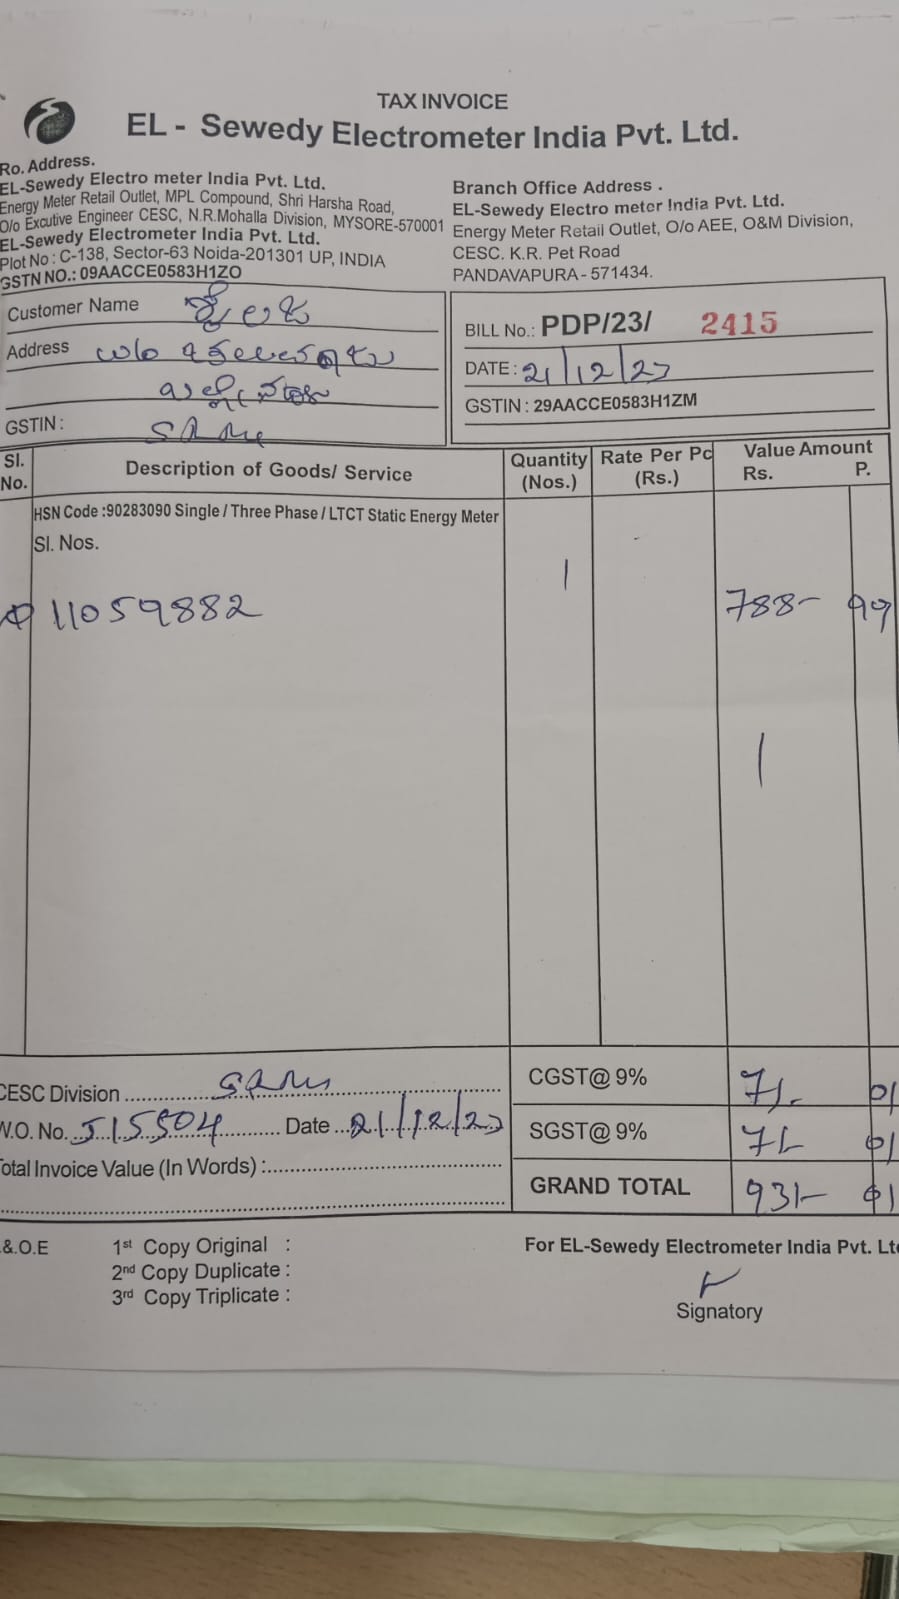 TAX INVOICE
EL - Sewedy Electrometer India Pvt. Ltd.
Ro. Address.
EL-Sewedy Electro meter India Pvt. Ltd.
Energy Meter Retail Outlet, MPL Compound, Shri Harsha Road,
O/o Excutive Engineer CESC, N.R.Mohalla Division, MYSORE-570001
EL-Sewedy Electrometer India Pvt. Ltd.
Plot No : C-138, Sector-63 Noida-201301 UP, INDIA
GSTN NO.: 09AACCE0583H1ZO
Branch Office Address .
EL-Sewedy Electro meter India Pvt. Ltd.
Energy Meter Retail Outlet, O/o AEE, O&M Division,
CESC. K.R. Pet Road
PANDAVAPURA - 571434.
Customer Name
Address
GSTIN :
BILL No.: PDP/23/ 2415
DATE : 21/12/23
GSTIN : 29AACCE0583H1ZM
Sl. No. Description of Goods/ Service Quantity (Nos.) Rate Per Pc (Rs.) Value Amount Rs. P.
HSN Code :90283090 Single / Three Phase / LTCT Static Energy Meter
Sl. Nos.
1
11059882 788-
CESC Division
CGST@ 9% 71- 01
W.O. No. 515504 Date 21/12/23
SGST@ 9% 71- 01
Total Invoice Value (In Words) :
GRAND TOTAL 931- 01
&.O.E 1st Copy Original :
2nd Copy Duplicate :
3rd Copy Triplicate :
For EL-Sewedy Electrometer India Pvt. Lt
Signatory